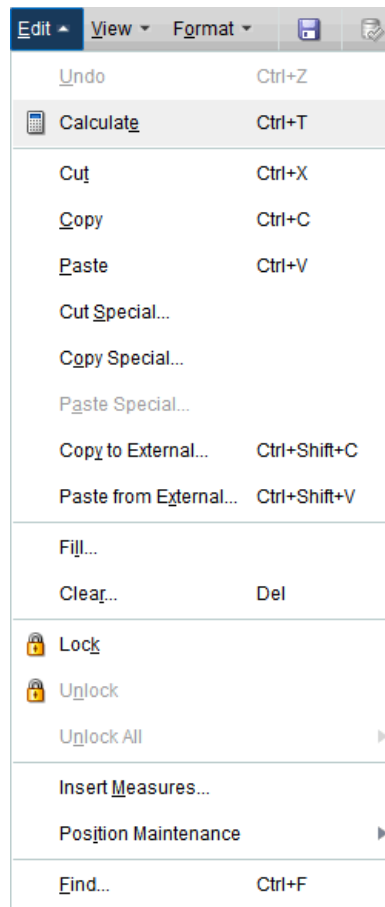 Edit View Format
Undo Ctrl+Z
Calculate Ctrl+T
Cut Ctrl+X
Copy Ctrl+C
Paste Ctrl+V
Cut Special...
Copy Special...
Paste Special...
Copy to External... Ctrl+Shift+C
Paste from External... Ctrl+Shift+V
Fill...
Clear... Del
Lock
Unlock
Unlock All
Insert Measures...
Position Maintenance
Find... Ctrl+F